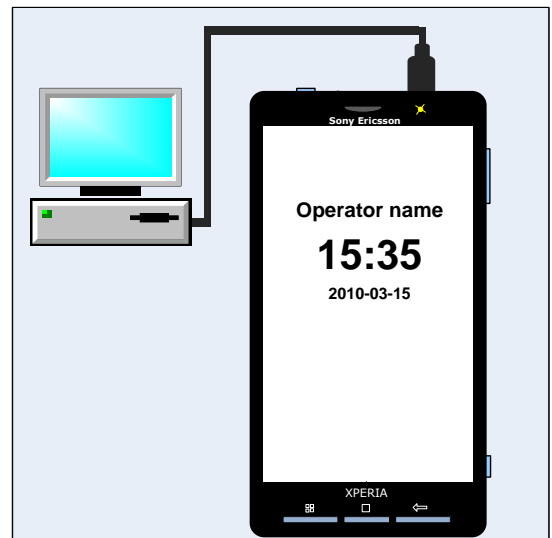 Sony Ericsson
Operator name
15:35
2010-03-15
XPERIA